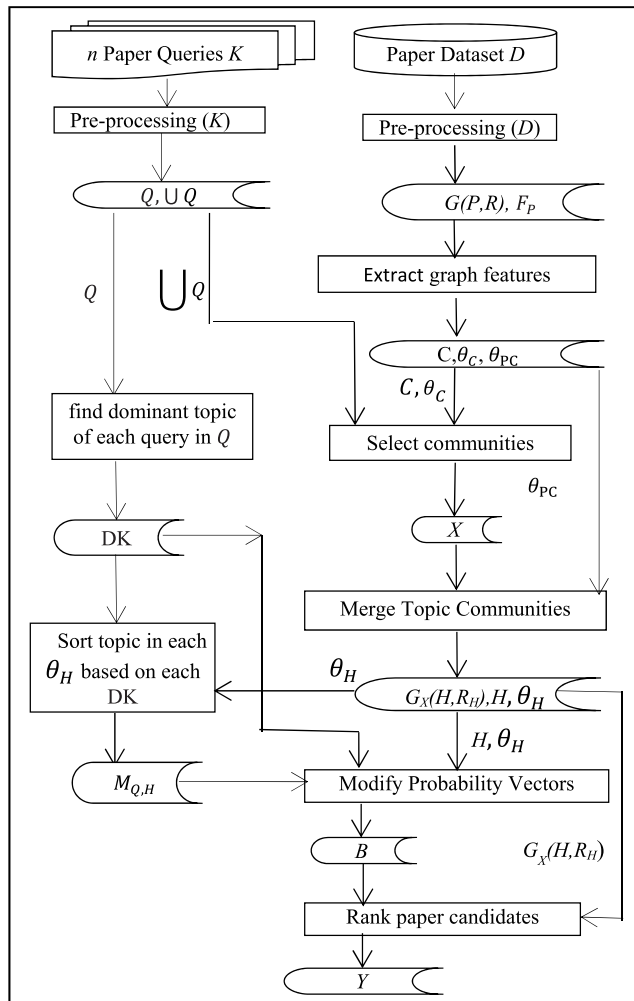 n Paper Queries K
Paper Dataset D
Pre-processing (K)
Pre-processing (D)
Q, ⋃ Q
G(P,R), F_P
Extract graph features
Q
⋃ Q
C,θ_C, θ_PC
C, θ_C
find dominant topic
of each query in Q
Select communities
θ_PC
X
DK
Merge Topic Communities
Sort topic in each
θ_H based on each
DK
θ_H
G_X(H,R_H),H, θ_H
H, θ_H
M_Q,H
Modify Probability Vectors
B
G_X(H,R_H)
Rank paper candidates
Y